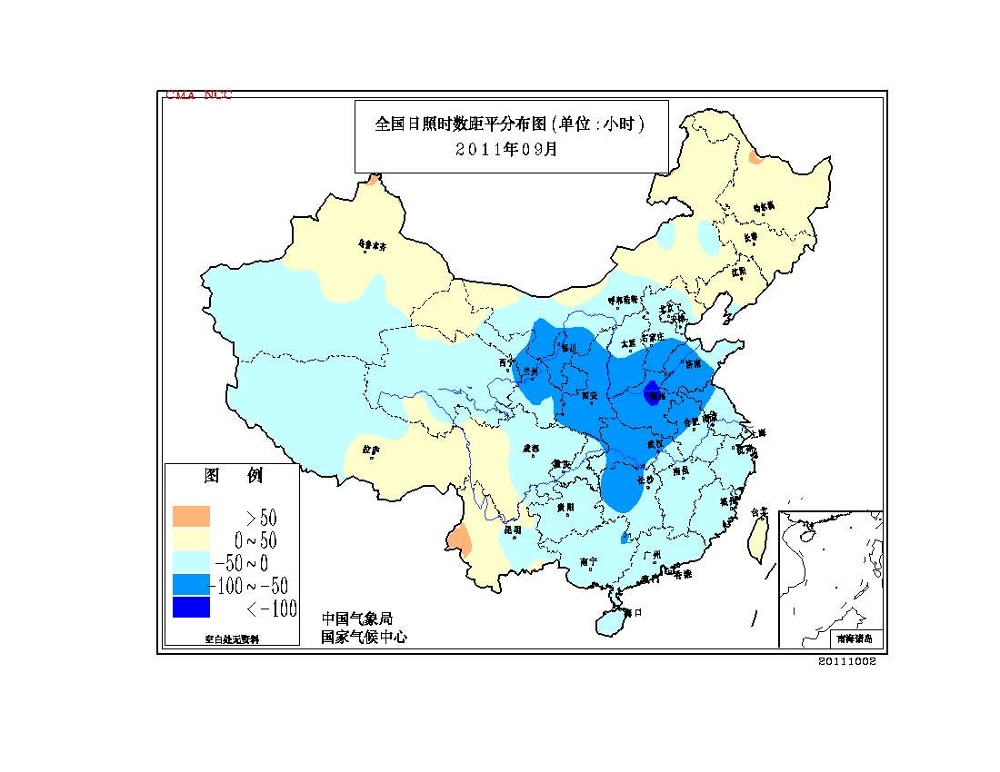 CMA NCC
全国日照时数距平分布图(单位:小时)
2011年09月
哈尔滨
长春
沈阳
乌鲁木齐
呼和浩特
北京
天津
石家庄
太原
银川
济南
西宁
兰州
西安
郑州
合肥
南京
上海
杭州
拉萨
成都
重庆
武汉
南昌
长沙
贵阳
福州
台北
昆明
南宁
广州
澳门
香港
海口
图 例
>50
0~50
-50~0
-100~-50
<-100
空白处无资料
中国气象局
国家气候中心
南海诸岛
20111002